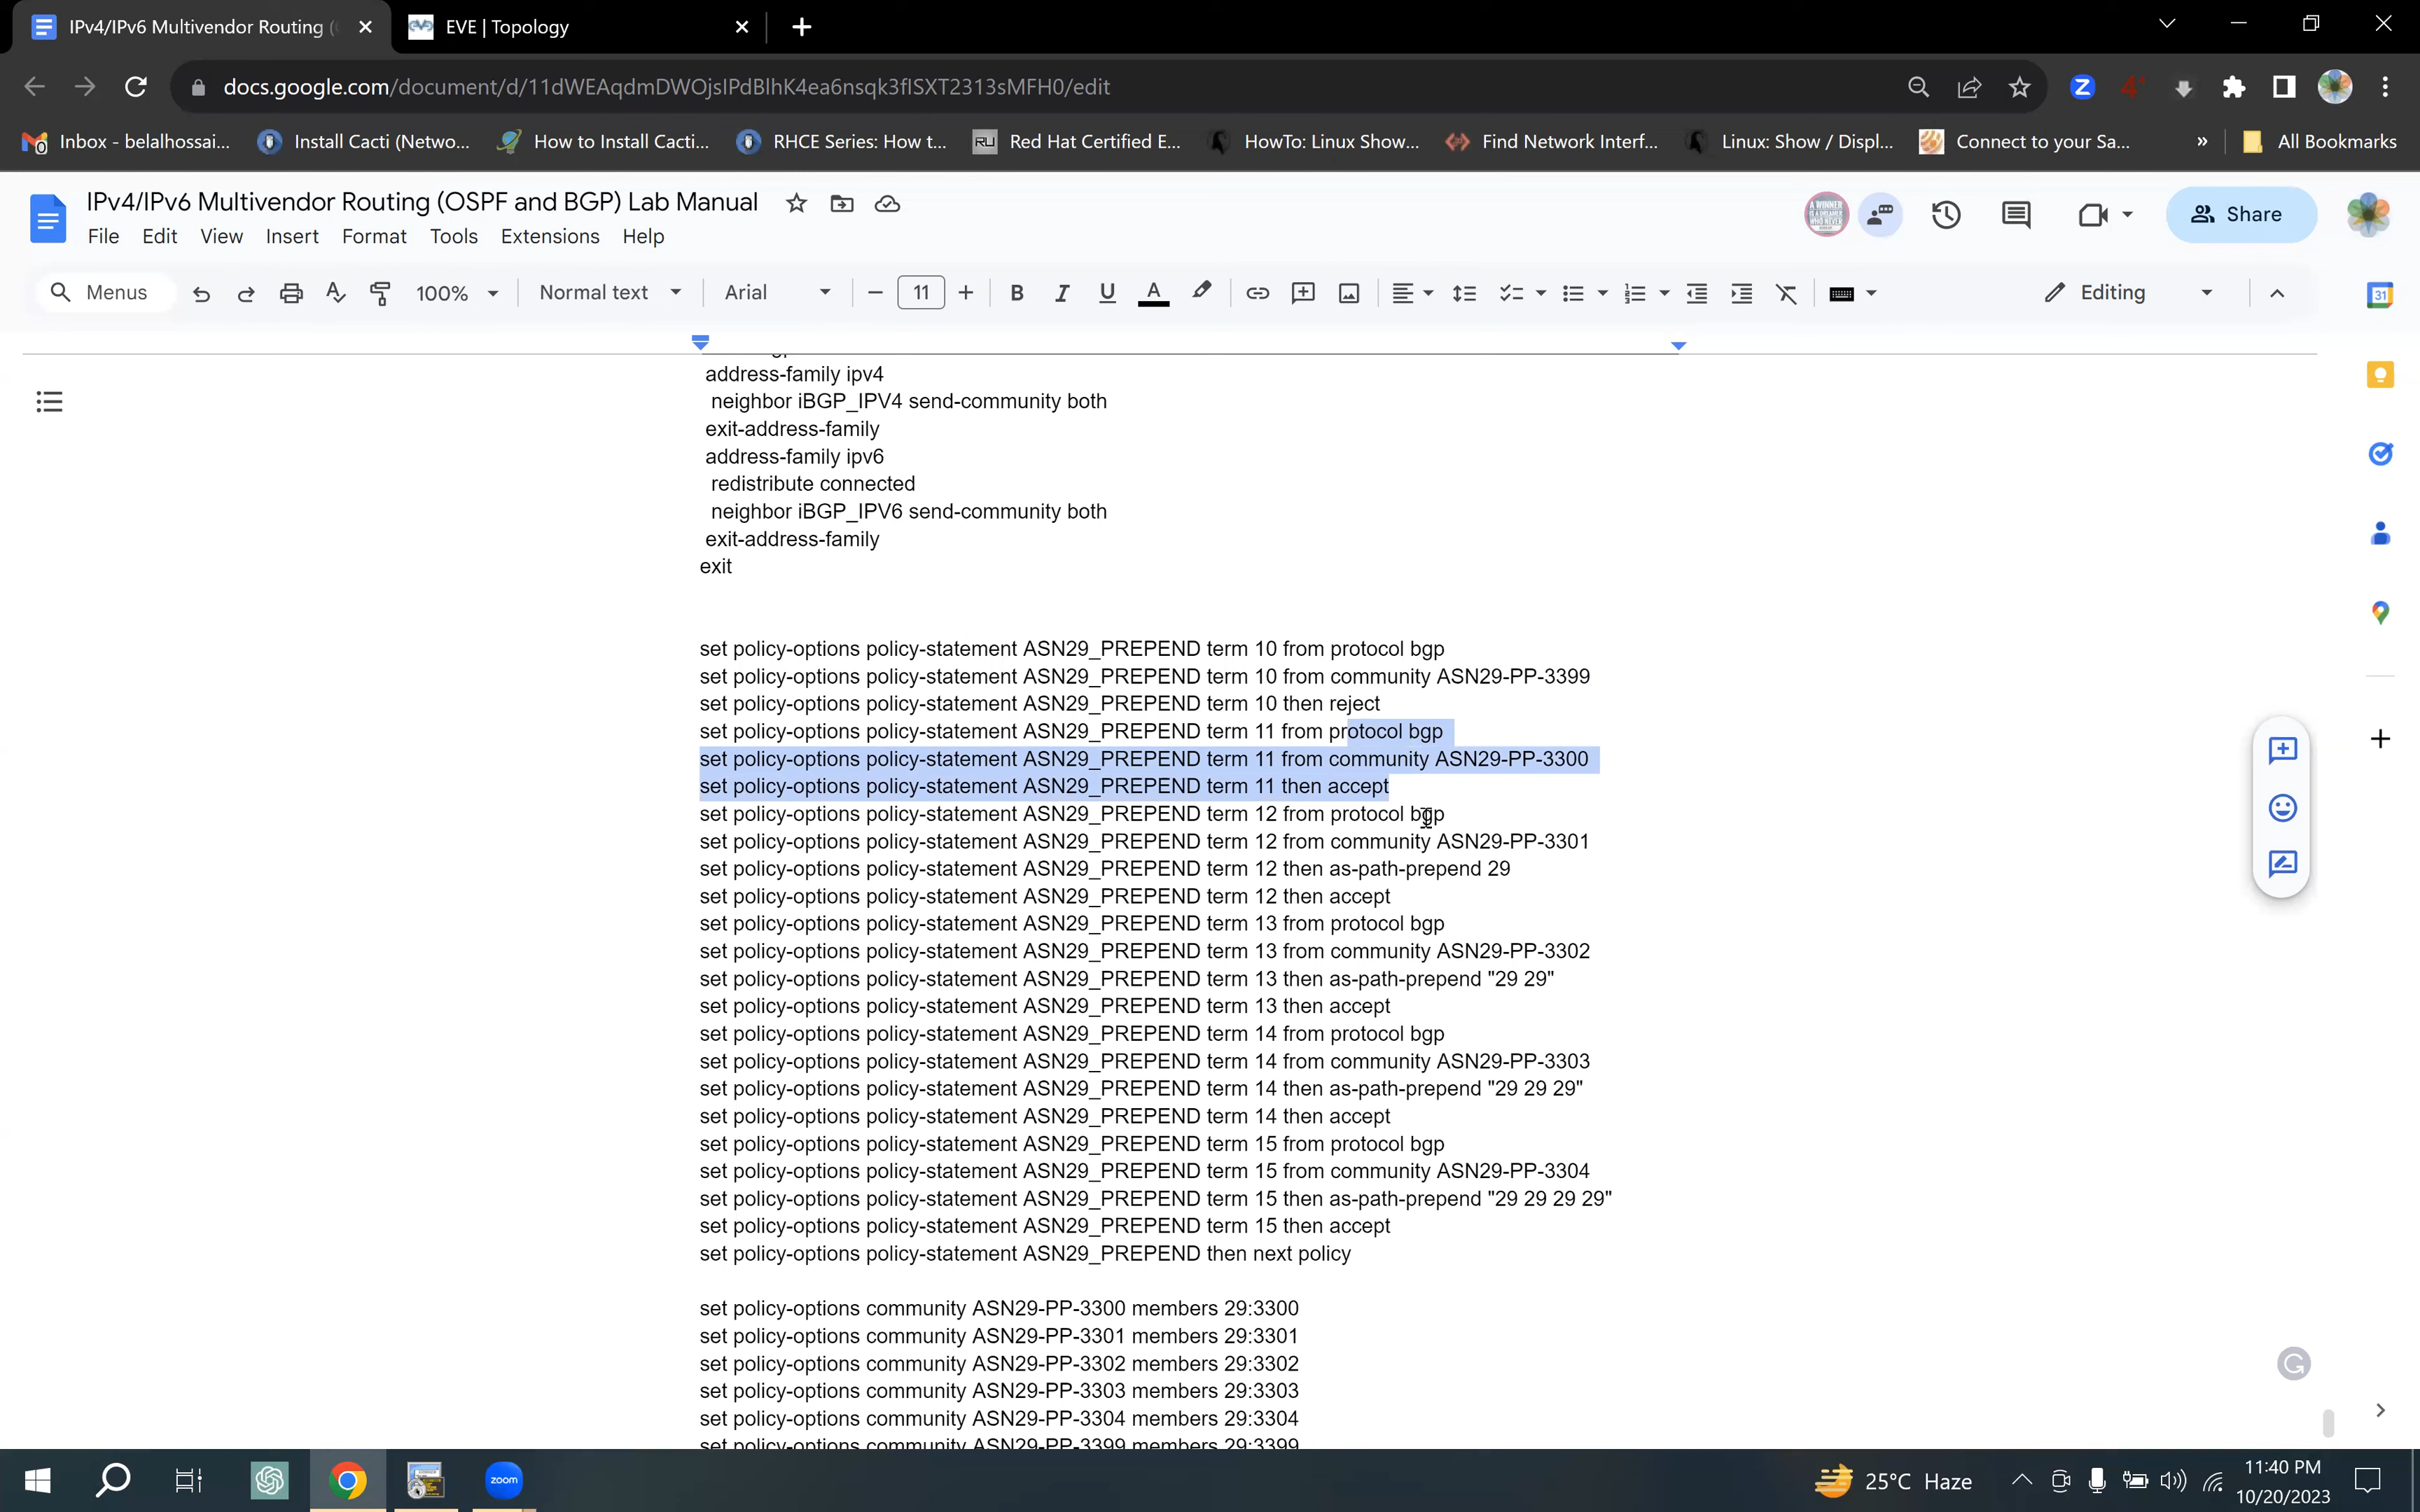 IPv4/IPv6 Multivendor Routing (
EVE | Topology
docs.google.com/document/d/11dWEAqdmDWOjsIPdBlhK4ea6nsqk3fISXT2313sMFH0/edit
Inbox - belalhossai...
Install Cacti (Netwo...
How to Install Cacti...
RHCE Series: How t...
RU
Red Hat Certified E...
HowTo: Linux Show...
Find Network Interf...
Linux: Show / Displ...
Connect to your Sa...
»
All Bookmarks
IPv4/IPv6 Multivendor Routing (OSPF and BGP) Lab Manual
File Edit View Insert Format Tools Extensions Help
Share
Menus
100%
Normal text
Arial
11
Editing
31
address-family ipv4
neighbor iBGP_IPV4 send-community both
exit-address-family
address-family ipv6
redistribute connected
neighbor iBGP_IPV6 send-community both
exit-address-family
exit
set policy-options policy-statement ASN29_PREPEND term 10 from protocol bgp
set policy-options policy-statement ASN29_PREPEND term 10 from community ASN29-PP-3399
set policy-options policy-statement ASN29_PREPEND term 10 then reject
set policy-options policy-statement ASN29_PREPEND term 11 from protocol bgp
set policy-options policy-statement ASN29_PREPEND term 11 from community ASN29-PP-3300
set policy-options policy-statement ASN29_PREPEND term 11 then accept
set policy-options policy-statement ASN29_PREPEND term 12 from protocol bgp
set policy-options policy-statement ASN29_PREPEND term 12 from community ASN29-PP-3301
set policy-options policy-statement ASN29_PREPEND term 12 then as-path-prepend 29
set policy-options policy-statement ASN29_PREPEND term 12 then accept
set policy-options policy-statement ASN29_PREPEND term 13 from protocol bgp
set policy-options policy-statement ASN29_PREPEND term 13 from community ASN29-PP-3302
set policy-options policy-statement ASN29_PREPEND term 13 then as-path-prepend "29 29"
set policy-options policy-statement ASN29_PREPEND term 13 then accept
set policy-options policy-statement ASN29_PREPEND term 14 from protocol bgp
set policy-options policy-statement ASN29_PREPEND term 14 from community ASN29-PP-3303
set policy-options policy-statement ASN29_PREPEND term 14 then as-path-prepend "29 29 29"
set policy-options policy-statement ASN29_PREPEND term 14 then accept
set policy-options policy-statement ASN29_PREPEND term 15 from protocol bgp
set policy-options policy-statement ASN29_PREPEND term 15 from community ASN29-PP-3304
set policy-options policy-statement ASN29_PREPEND term 15 then as-path-prepend "29 29 29 29"
set policy-options policy-statement ASN29_PREPEND term 15 then accept
set policy-options policy-statement ASN29_PREPEND then next policy
set policy-options community ASN29-PP-3300 members 29:3300
set policy-options community ASN29-PP-3301 members 29:3301
set policy-options community ASN29-PP-3302 members 29:3302
set policy-options community ASN29-PP-3303 members 29:3303
set policy-options community ASN29-PP-3304 members 29:3304
set policy-options community ASN29-PP-3399 members 29:3399
zoom
25°C Haze
11:40 PM
10/20/2023